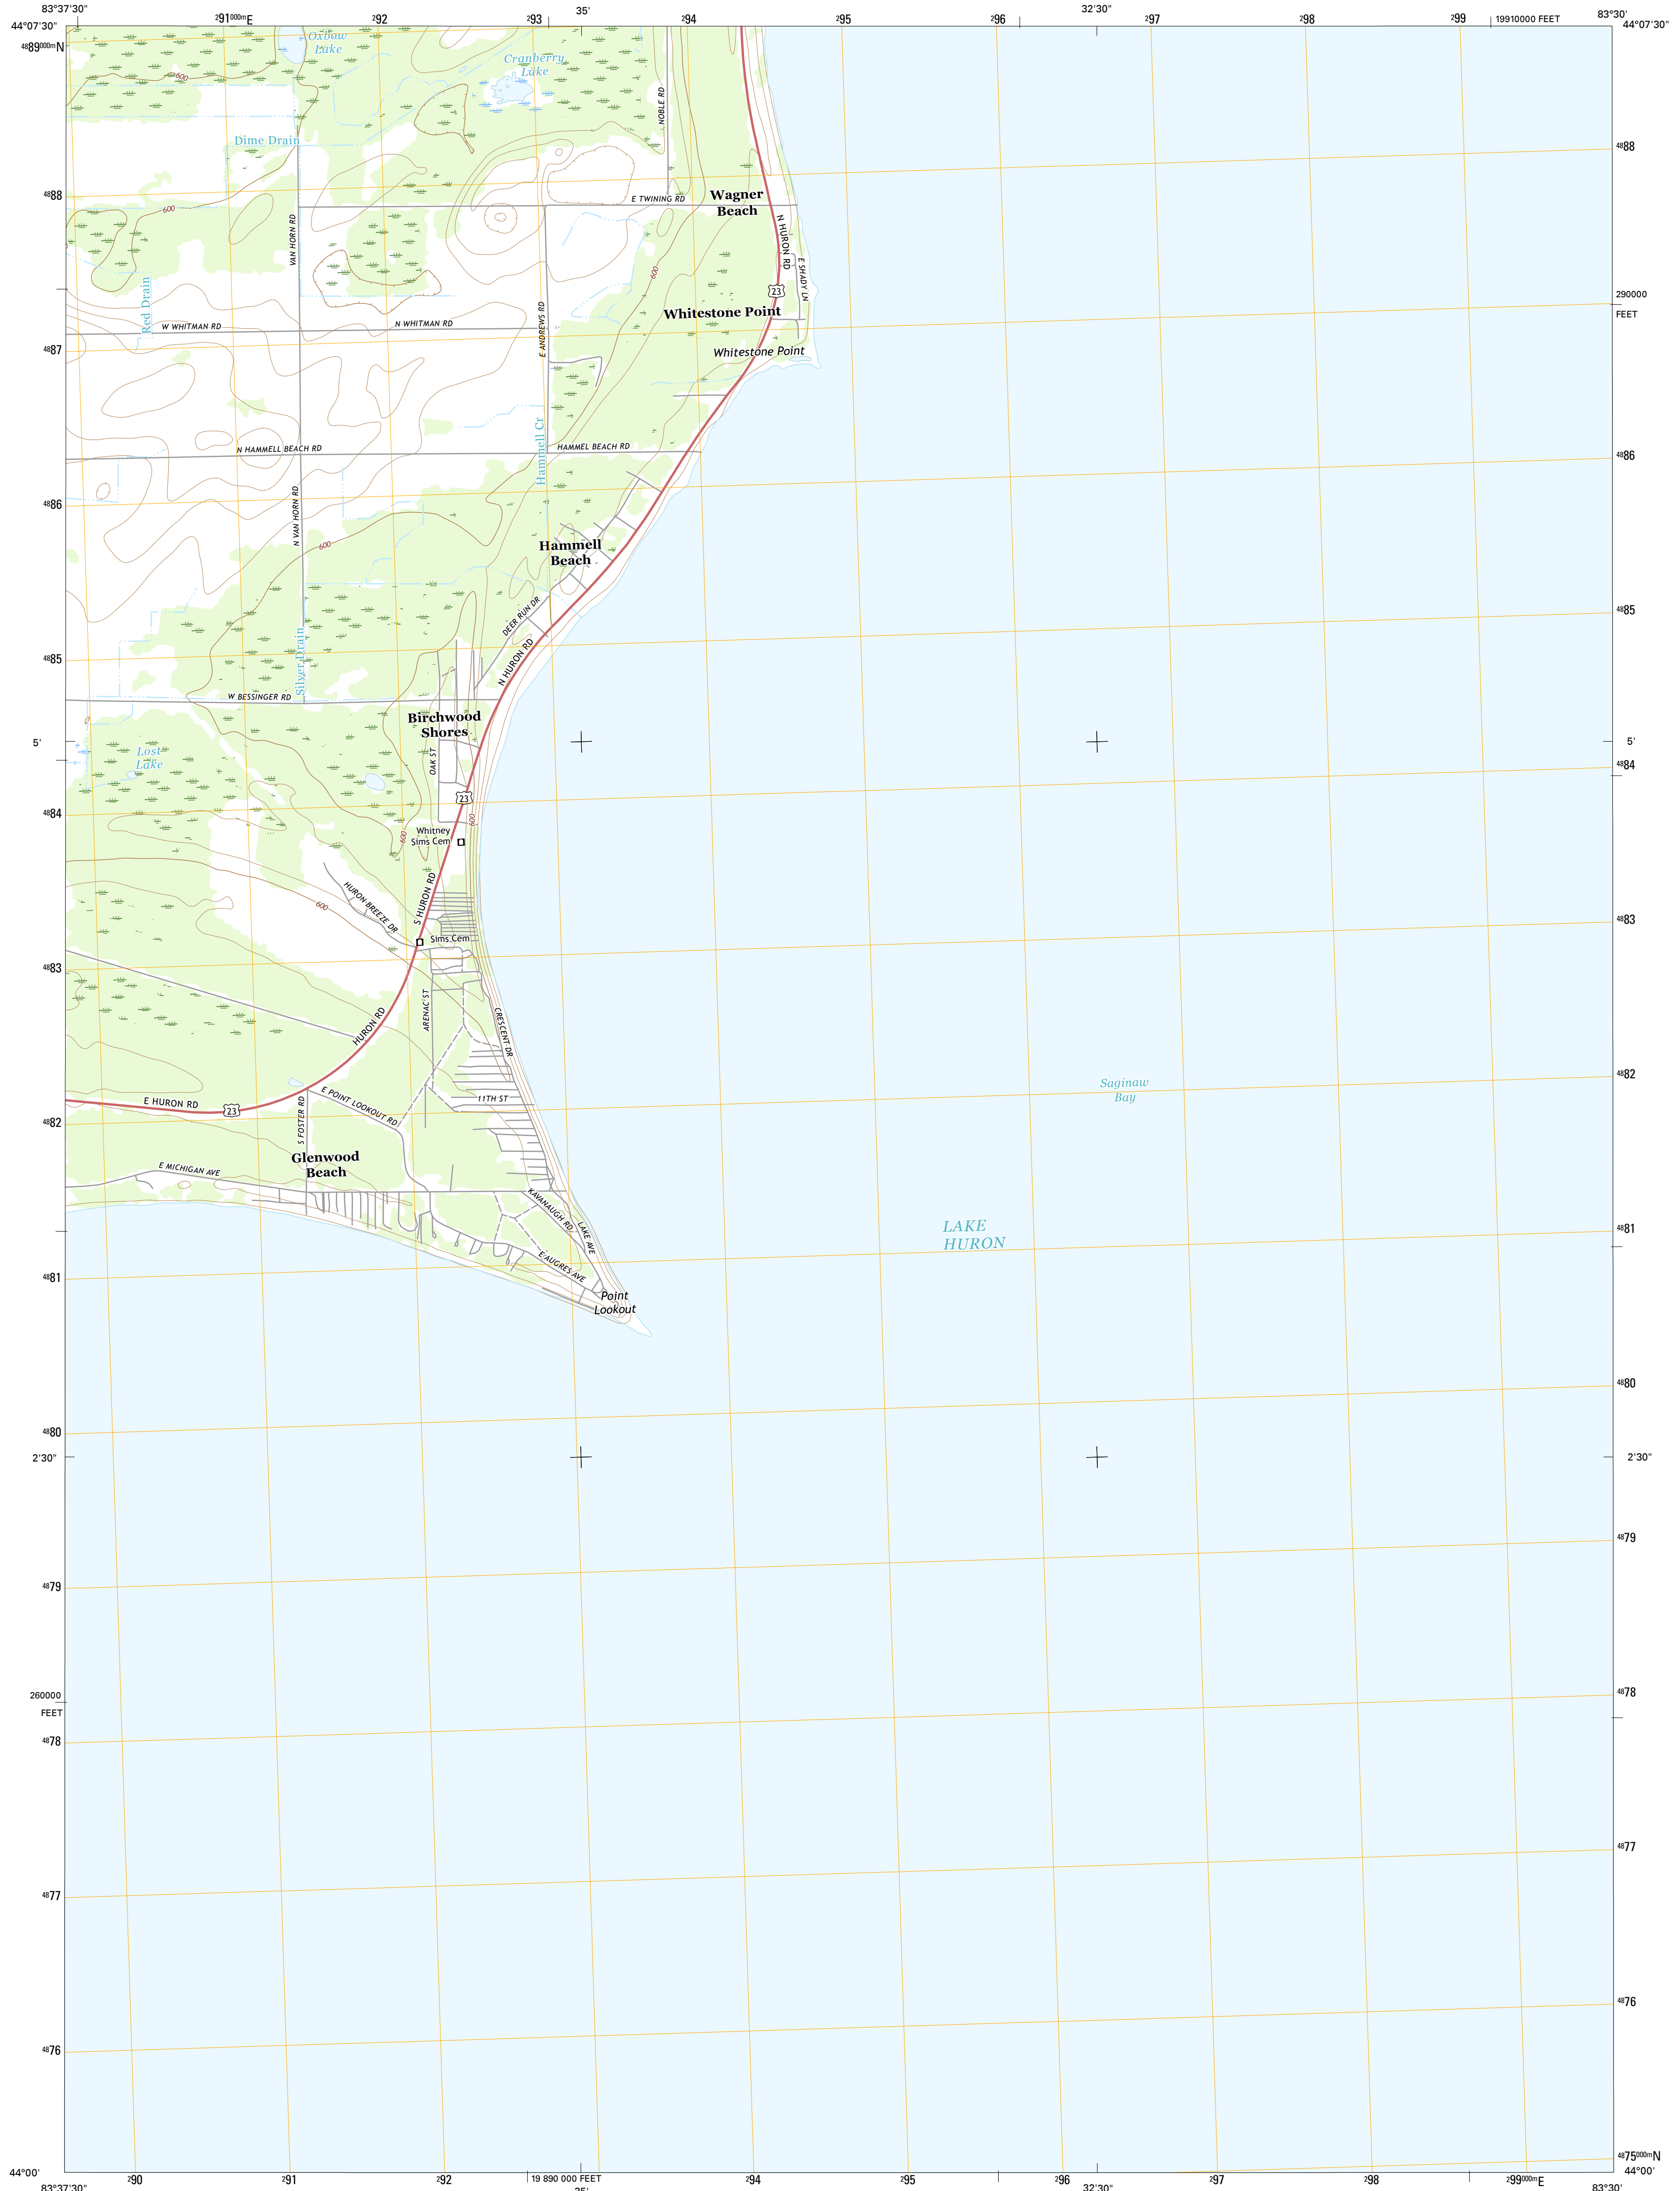 83°37'30"
291000mE
292
293
35'
294
295
296
32'30"
297
298
299
19910000 FEET
83°30'
44°07'30"
44°07'30"
4889000mN
Oxbow
Lake
Cranberry
Lake
600
NOBLE RD
Dime Drain
4888
4888
Wagner
Beach
E TWINING RD
600
VAN HORN RD
N HURON RD
E SHADY LN
600
23
290000
FEET
Red Drain
Whitestone Point
W WHITMAN RD
N WHITMAN RD
E ANDREWS RD
4887
Whitestone Point
N HAMMELL BEACH RD
HAMMEL BEACH RD
Hammell Cr
4886
4886
N VAN HORN RD
600
Hammell
Beach
DEER RUN DR
4885
N HURON RD
4885
Silver Drain
W BESSINGER RD
Birchwood
Shores
5'
5'
Lost
Lake
OAK ST
4884
23
4884
600
600
Whitney
Sims Cem
HURON BREEZE DR
S HURON RD
600
4883
Sims Cem
4883
ARENAC ST
CRESCENT DR
HURON RD
4882
Saginaw
Bay
E HURON RD
23
E POINT LOOKOUT RD
11TH ST
S FOSTER RD
4882
Glenwood
Beach
E MICHIGAN AVE
KAVANAUGH RD
LAKE AVE
LAKE
HURON
4881
E AUGRES AVE
4881
Point
Lookout
4880
4880
2'30"
2'30"
4879
4879
4878
260000
FEET
4878
4877
4877
4876
4876
4875000mN
44°00'
44°00'
290
291
292
19 890 000 FEET
294
295
296
297
298
299000mE
83°37'30"
35'
32'30"
83°30'